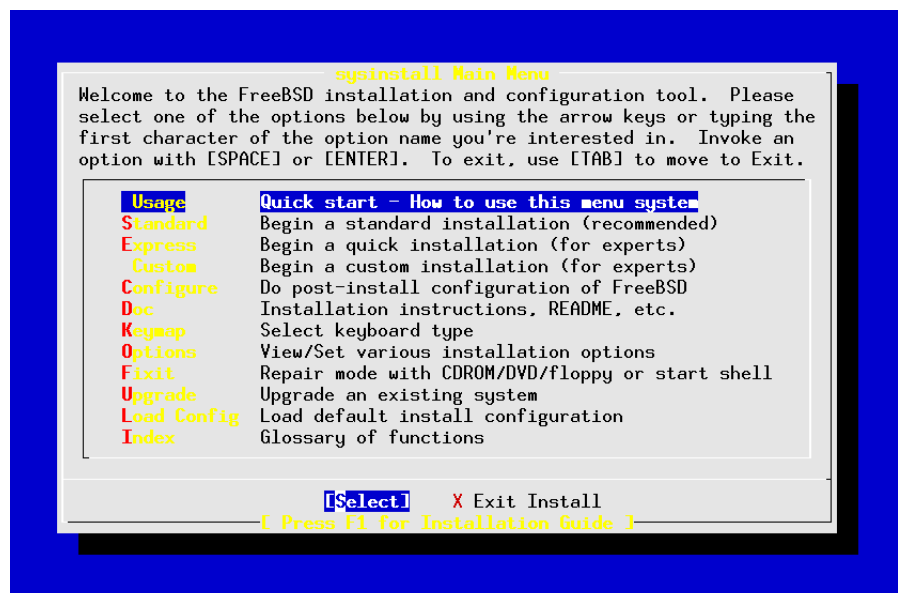 sysinstall Main Menu
Welcome to the FreeBSD installation and configuration tool.  Please
select one of the options below by using the arrow keys or typing the
first character of the option name you're interested in.  Invoke an
option with [SPACE] or [ENTER].  To exit, use [TAB] to move to Exit.
Usage Quick start - How to use this menu system
Standard Begin a standard installation (recommended)
Express Begin a quick installation (for experts)
Custom Begin a custom installation (for experts)
Configure Do post-install configuration of FreeBSD
Doc Installation instructions, README, etc.
Keymap Select keyboard type
Options View/Set various installation options
Fixit Repair mode with CDROM/DVD/floppy or start shell
Upgrade Upgrade an existing system
Load Config Load default install configuration
Index Glossary of functions
[Select] X Exit Install
[ Press F1 for Installation Guide ]